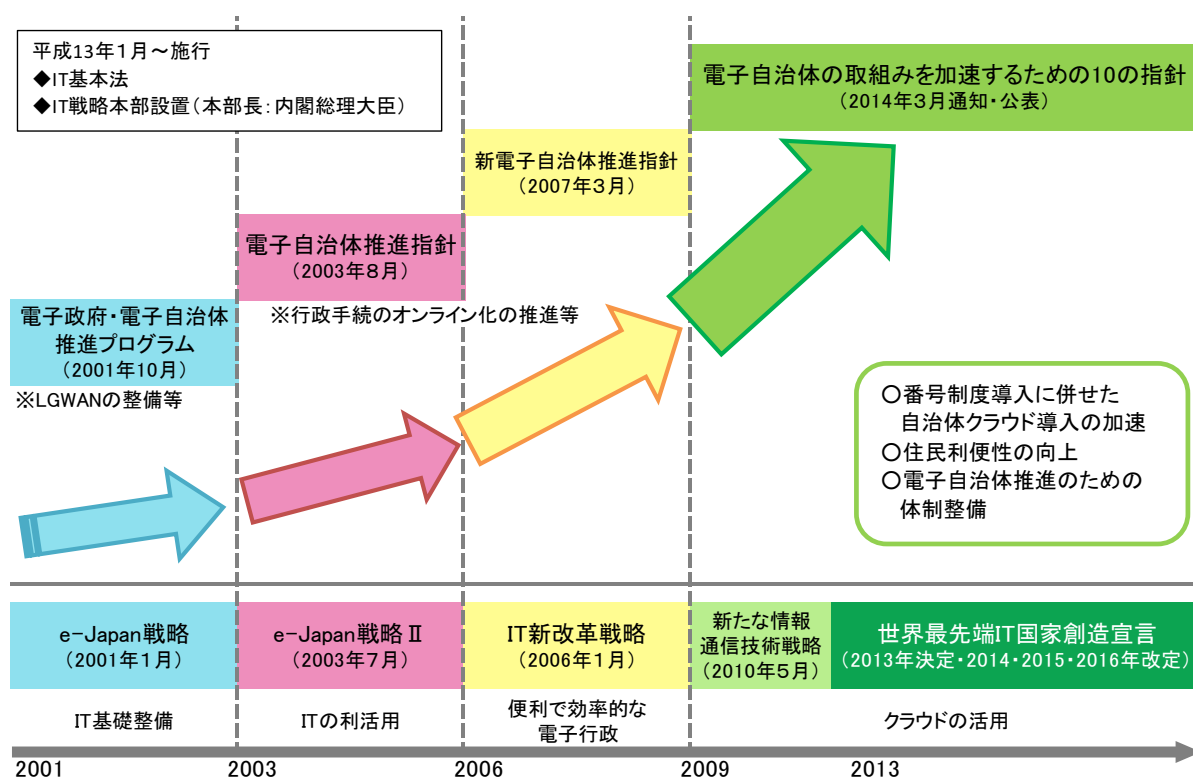 平成13年1月～施行
◆IT基本法
◆IT戦略本部設置（本部長：内閣総理大臣）
電子自治体の取組みを加速するための10の指針
（2014年3月通知・公表）
新電子自治体推進指針
（2007年3月）
電子自治体推進指針
（2003年8月）
※行政手続のオンライン化の推進等
電子政府・電子自治体
推進プログラム
（2001年10月）
※LGWANの整備等
○番号制度導入に併せた
自治体クラウド導入の加速
○住民利便性の向上
○電子自治体推進のための
体制整備
e-Japan戦略
（2001年1月）
e-Japan戦略Ⅱ
（2003年7月）
IT新改革戦略
（2006年1月）
新たな情報
通信技術戦略
（2010年5月）
世界最先端IT国家創造宣言
（2013年決定・2014・2015・2016年改定）
IT基礎整備
ITの利活用
便利で効率的な
電子行政
クラウドの活用
2001
2003
2006
2009
2013